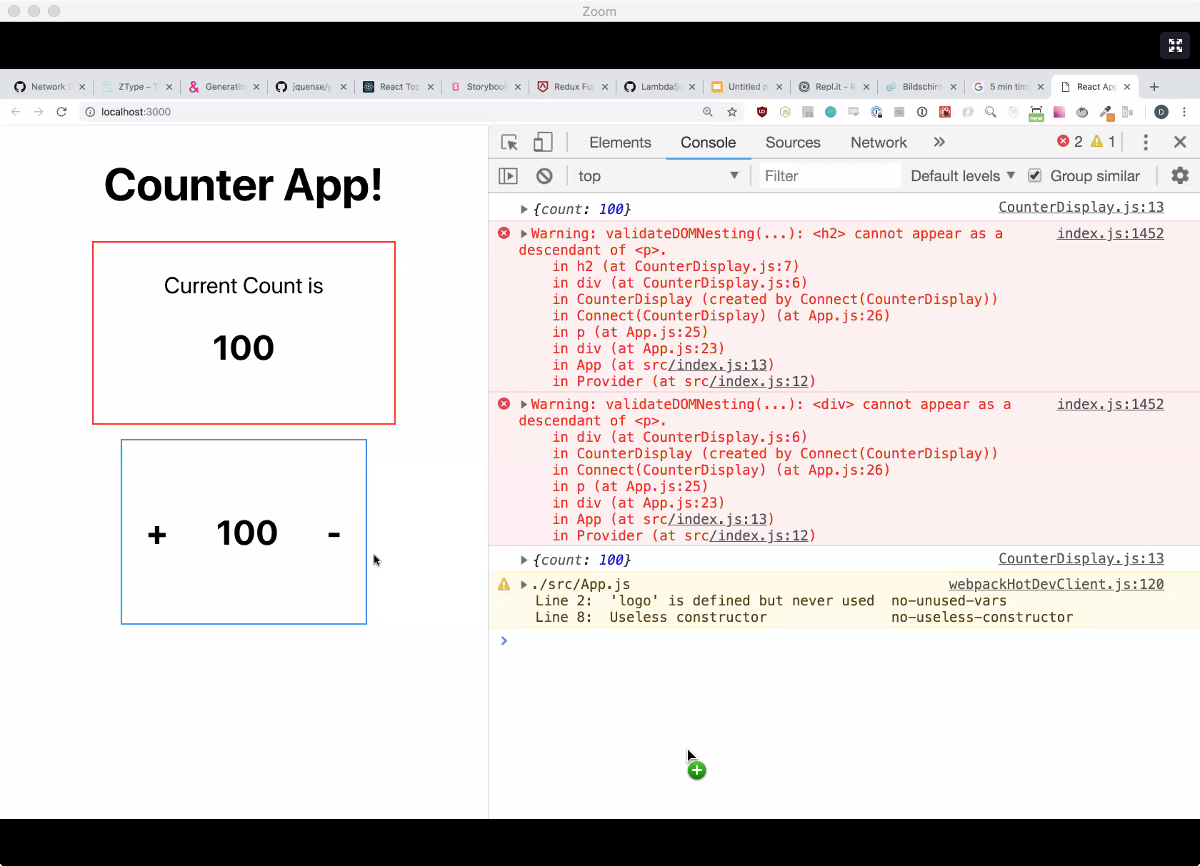 Zoom
Network
ZType – T
Generatin
jquense/y
React Top
Storybook
Redux Fu
LambdaSc
Untitled p
Repl.it - R
Bildschirm
5 min tim
React App
localhost:3000
Elements Console Sources Network » 2 1
top Filter Default levels Group similar
Counter App!
Current Count is
100
+ 100 -
{count: 100} CounterDisplay.js:13
Warning: validateDOMNesting(...): <h2> cannot appear as a index.js:1452
descendant of <p>.
in h2 (at CounterDisplay.js:7)
in div (at CounterDisplay.js:6)
in CounterDisplay (created by Connect(CounterDisplay))
in Connect(CounterDisplay) (at App.js:26)
in p (at App.js:25)
in div (at App.js:23)
in App (at src/index.js:13)
in Provider (at src/index.js:12)
Warning: validateDOMNesting(...): <div> cannot appear as a index.js:1452
descendant of <p>.
in div (at CounterDisplay.js:6)
in CounterDisplay (created by Connect(CounterDisplay))
in Connect(CounterDisplay) (at App.js:26)
in p (at App.js:25)
in div (at App.js:23)
in App (at src/index.js:13)
in Provider (at src/index.js:12)
{count: 100} CounterDisplay.js:13
./src/App.js webpackHotDevClient.js:120
Line 2: 'logo' is defined but never used no-unused-vars
Line 8: Useless constructor no-useless-constructor